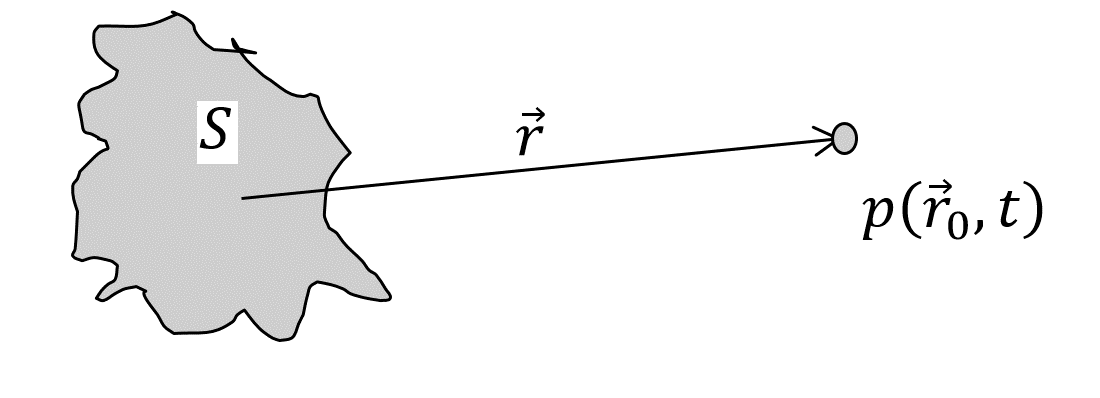 S
r⃗
p(r⃗₀, t)